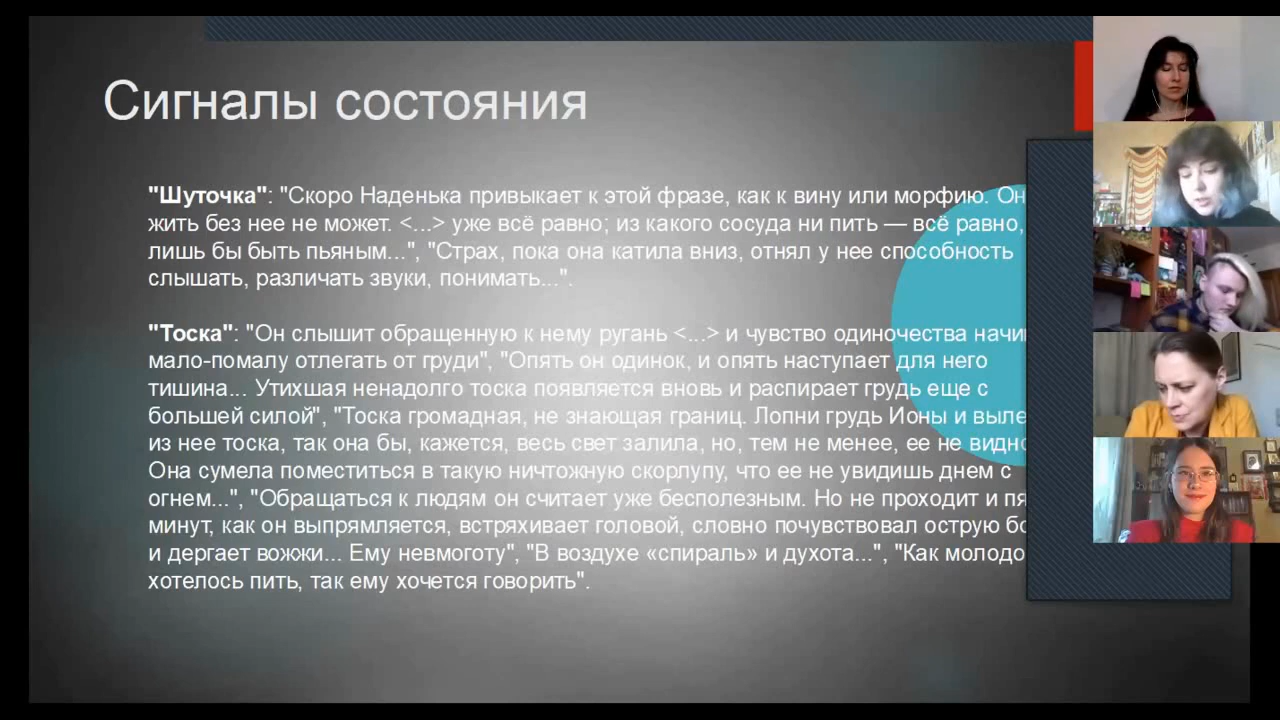 Сигналы состояния
"Шуточка": "Скоро Наденька привыкает к этой фразе, как к вину или морфию. Он
жить без нее не может. <...> уже всё равно; из какого сосуда ни пить — всё равно,
лишь бы быть пьяным...", "Страх, пока она катила вниз, отнял у нее способность
слышать, различать звуки, понимать...".
"Тоска": "Он слышит обращенную к нему ругань <...> и чувство одиночества начи
мало-помалу отлегать от груди", "Опять он одинок, и опять наступает для него
тишина... Утихшая ненадолго тоска появляется вновь и распирает грудь еще с
большей силой", "Тоска громадная, не знающая границ. Лопни грудь Ионы и выле
из нее тоска, так она бы, кажется, весь свет залила, но, тем не менее, ее не видно
Она сумела поместиться в такую ничтожную скорлупу, что ее не увидишь днем с
огнем...", "Обращаться к людям он считает уже бесполезным. Но не проходит и пя
минут, как он выпрямляется, встряхивает головой, словно почувствовал острую бо
и дергает вожжи... Ему невмоготу", "В воздухе «спираль» и духота...", "Как молодо
хотелось пить, так ему хочется говорить".